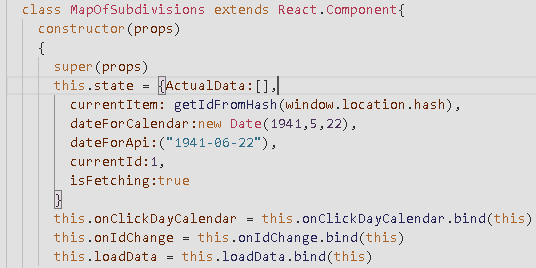 class MapOfSubdivisions extends React.Component{
constructor(props)
{
super(props)
this.state = {ActualData:[],
currentItem: getIdFromHash(window.location.hash),
dateForCalendar:new Date(1941,5,22),
dateForApi:("1941-06-22"),
currentId:1,
isFetching:true
}
this.onClickDayCalendar = this.onClickDayCalendar.bind(this)
this.onIdChange = this.onIdChange.bind(this)
this.loadData = this.loadData.bind(this)